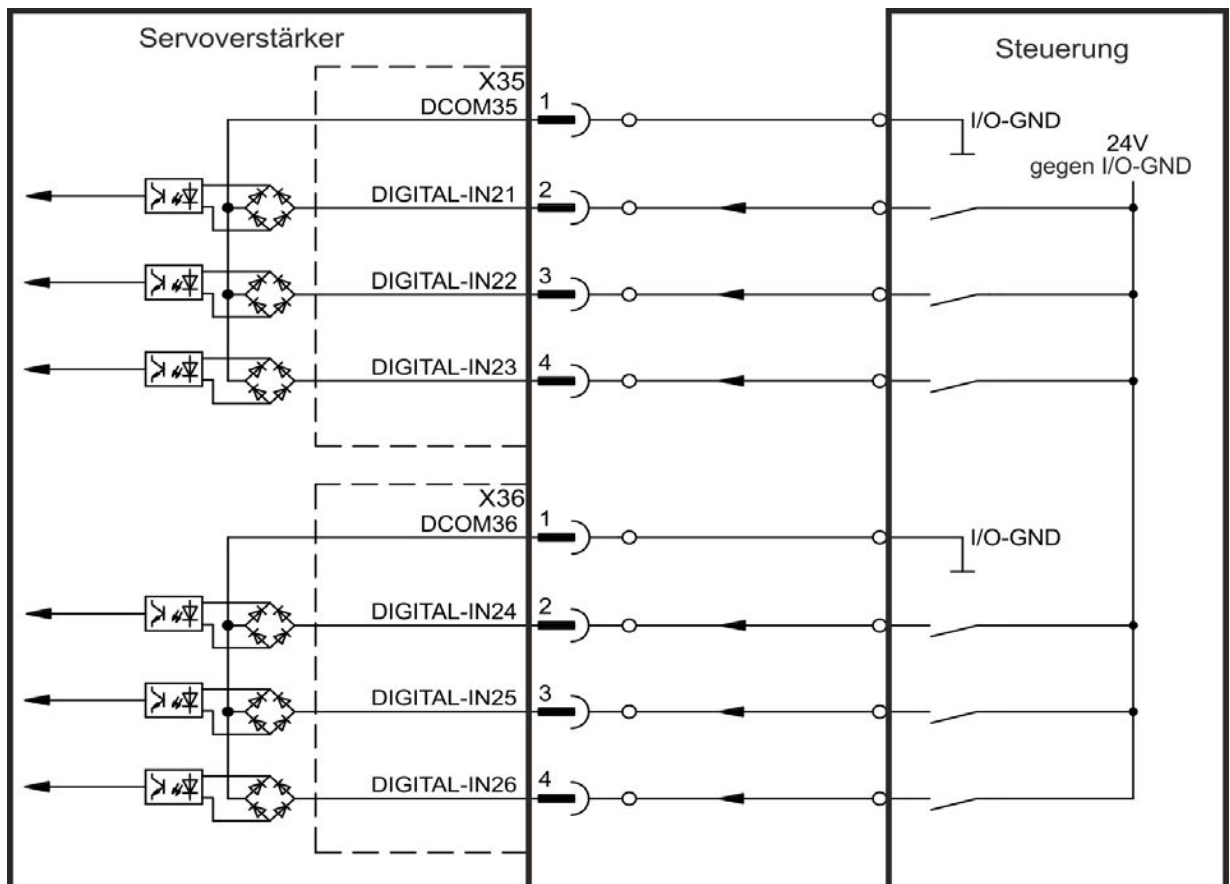 Servoverstärker
Steuerung
X35
DCOM35
1
I/O-GND
24V
gegen I/O-GND
DIGITAL-IN21
2
DIGITAL-IN22
3
DIGITAL-IN23
4
X36
DCOM36
1
I/O-GND
DIGITAL-IN24
2
DIGITAL-IN25
3
DIGITAL-IN26
4